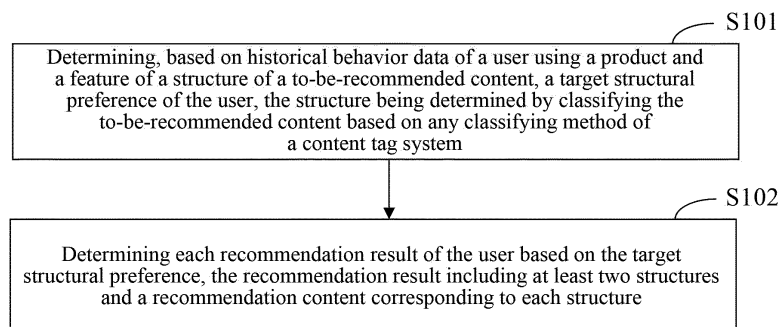 S101
Determining, based on historical behavior data of a user using a product and
a feature of a structure of a to-be-recommended content, a target structural
preference of the user, the structure being determined by classifying the
to-be-recommended content based on any classifying method of
a content tag system
S102
Determining each recommendation result of the user based on the target
structural preference, the recommendation result including at least two structures
and a recommendation content corresponding to each structure